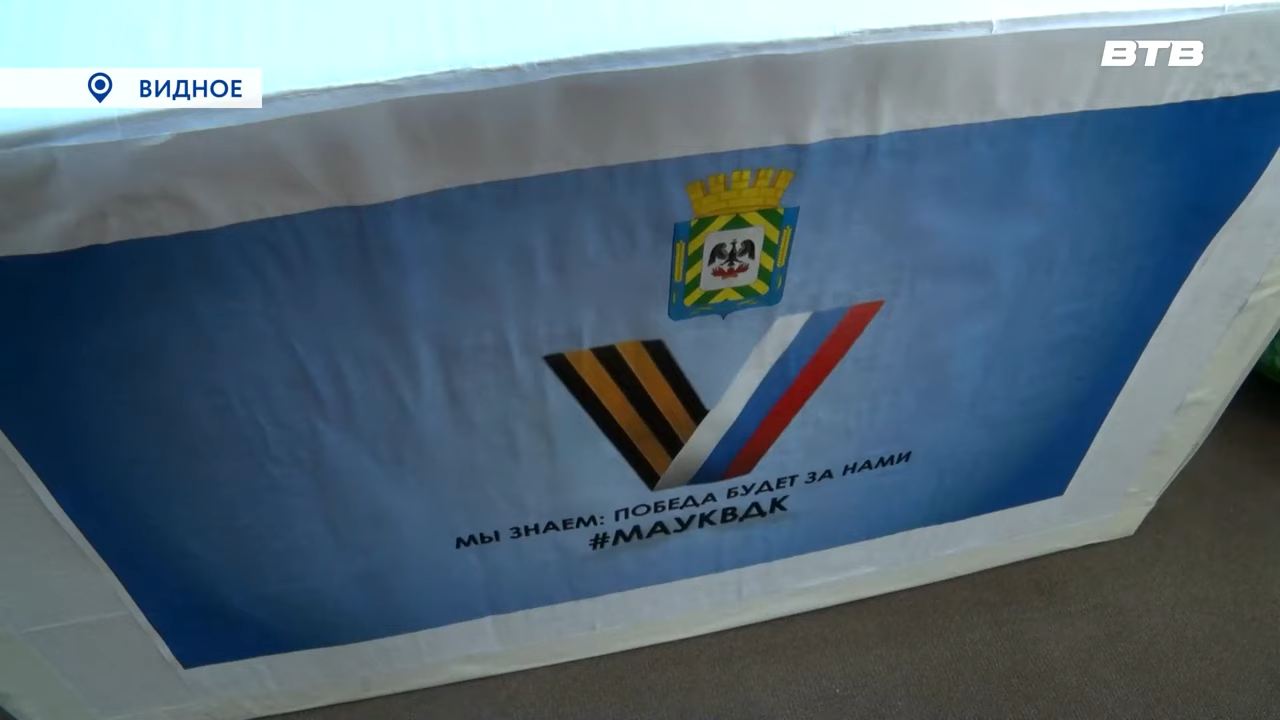 ВТВ
ВИДНОЕ
МЫ ЗНАЕМ: ПОБЕДА БУДЕТ ЗА НАМИ
#МАУКВДК